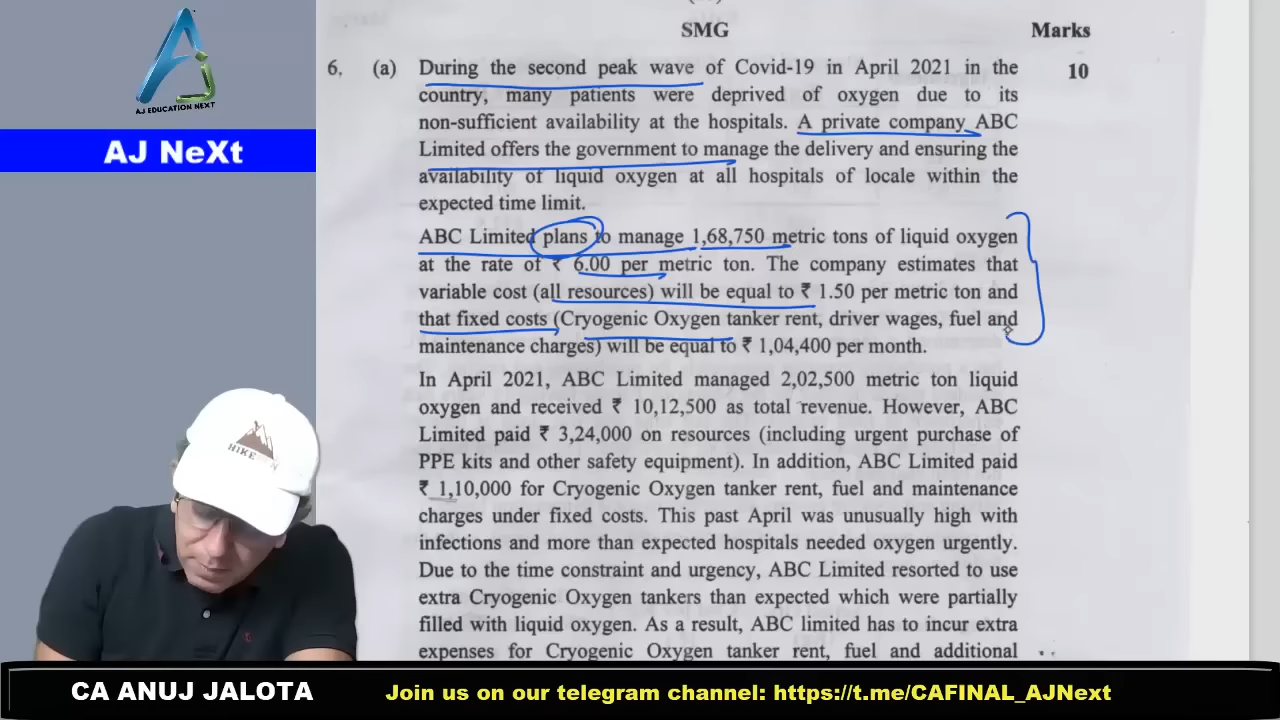 SMG
Marks
6. (a) During the second peak wave of Covid-19 in April 2021 in the 10
country, many patients were deprived of oxygen due to its
non-sufficient availability at the hospitals. A private company ABC
Limited offers the government to manage the delivery and ensuring the
availability of liquid oxygen at all hospitals of locale within the
expected time limit.
ABC Limited plans to manage 1,68,750 metric tons of liquid oxygen
at the rate of ₹ 6.00 per metric ton. The company estimates that
variable cost (all resources) will be equal to ₹ 1.50 per metric ton and
that fixed costs (Cryogenic Oxygen tanker rent, driver wages, fuel and
maintenance charges) will be equal to ₹ 1,04,400 per month.
In April 2021, ABC Limited managed 2,02,500 metric ton liquid
oxygen and received ₹ 10,12,500 as total revenue. However, ABC
Limited paid ₹ 3,24,000 on resources (including urgent purchase of
PPE kits and other safety equipment). In addition, ABC Limited paid
₹ 1,10,000 for Cryogenic Oxygen tanker rent, fuel and maintenance
charges under fixed costs. This past April was unusually high with
infections and more than expected hospitals needed oxygen urgently.
Due to the time constraint and urgency, ABC Limited resorted to use
extra Cryogenic Oxygen tankers than expected which were partially
filled with liquid oxygen. As a result, ABC limited has to incur extra
expenses for Cryogenic Oxygen tanker rent, fuel and additional
AJ EDUCATION NEXT
AJ NeXt
CA ANUJ JALOTA
Join us on our telegram channel: https://t.me/CAFINAL_AJNext